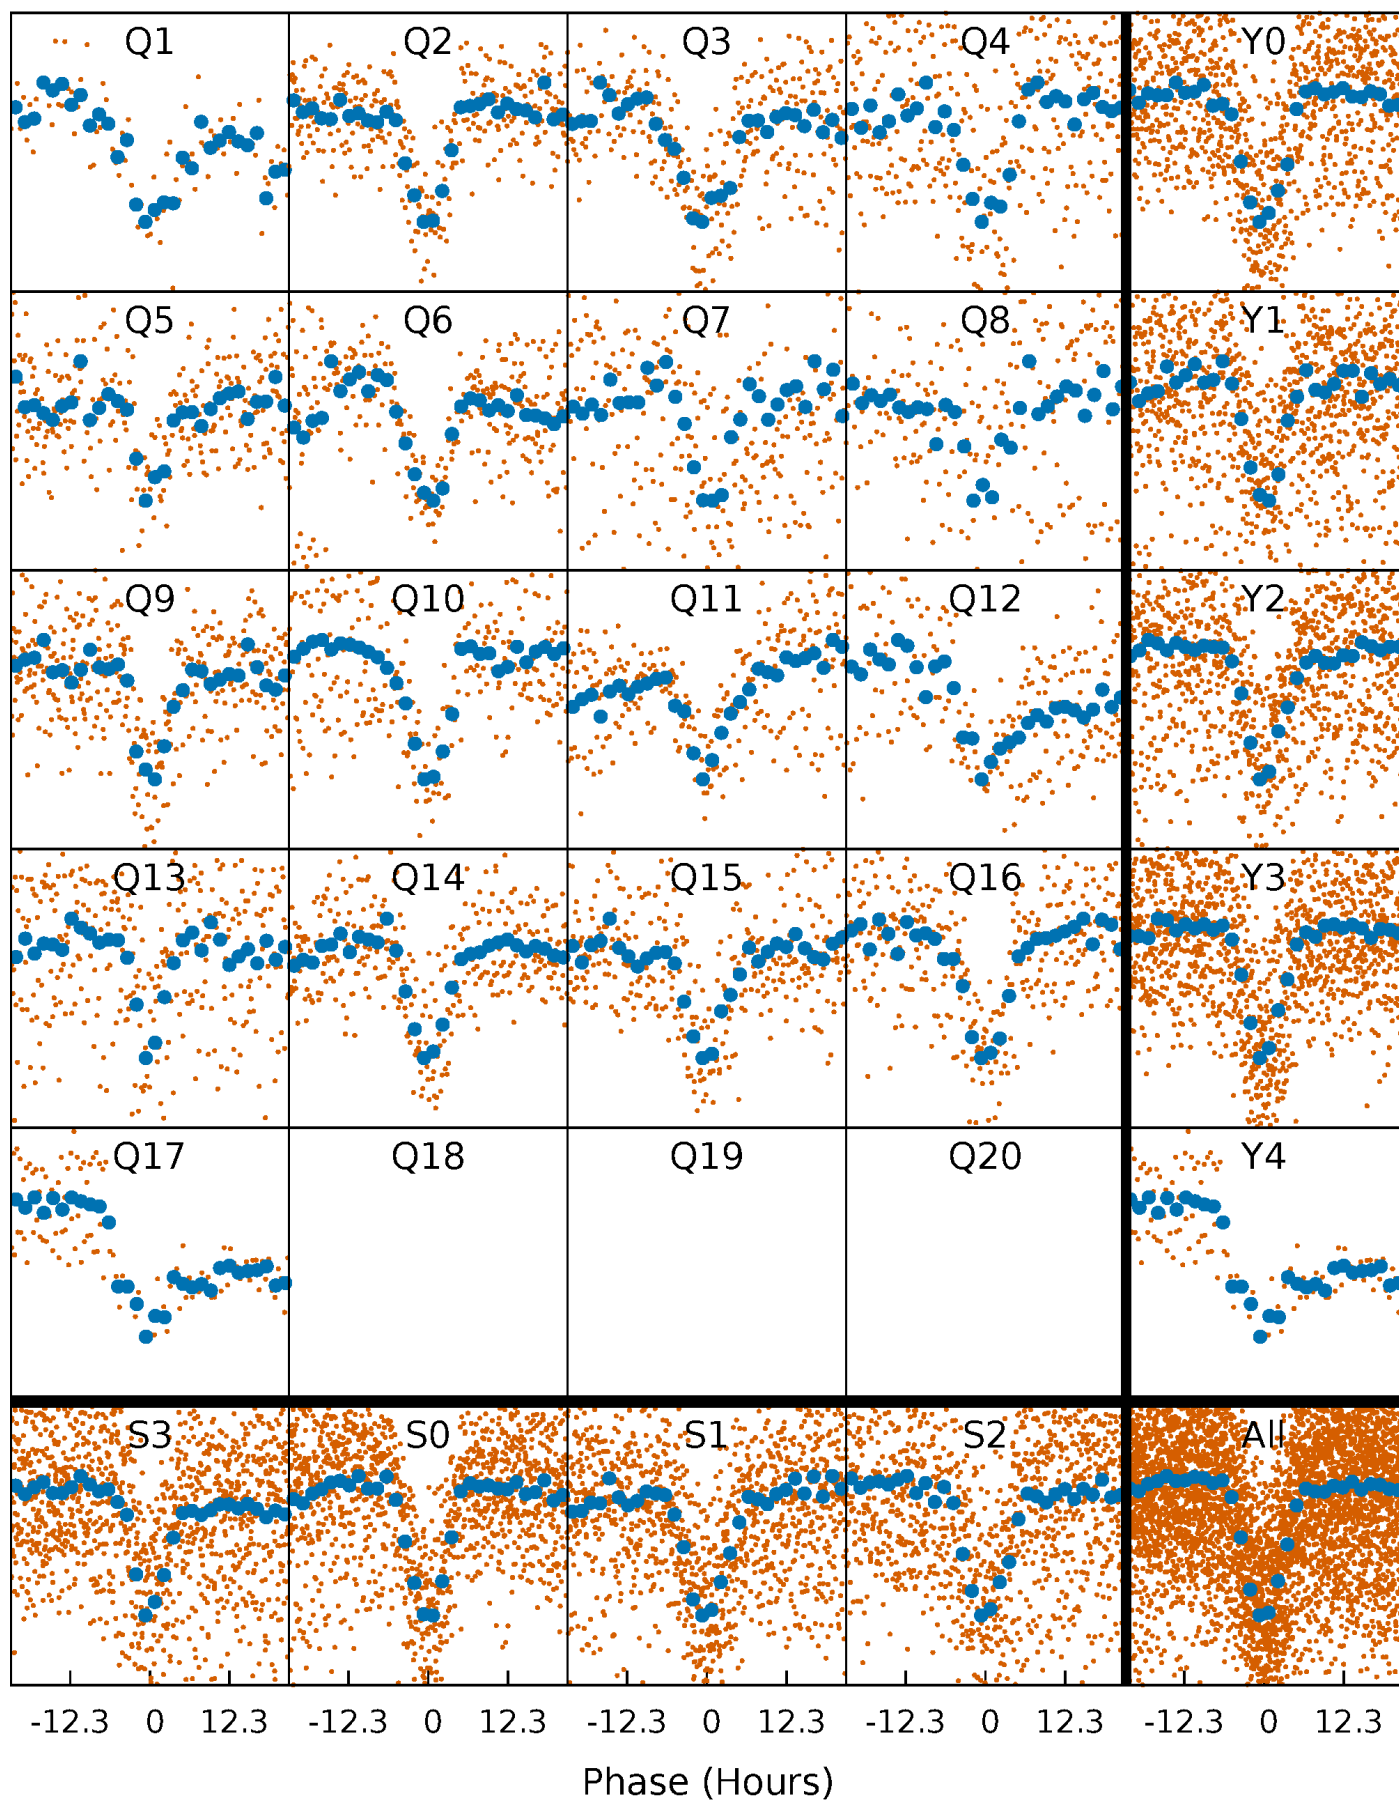 Q1 Q2 Q3 Q4 Y0
Q5 Q6 Q7 Q8 Y1
Q9 Q10 Q11 Q12 Y2
Q13 Q14 Q15 Q16 Y3
Q17 Q18 Q19 Q20 Y4
S3 S0 S1 S2 All
-12.3 0 12.3 -12.3 0 12.3 -12.3 0 12.3 -12.3 0 12.3 -12.3 0 12.3
Phase (Hours)